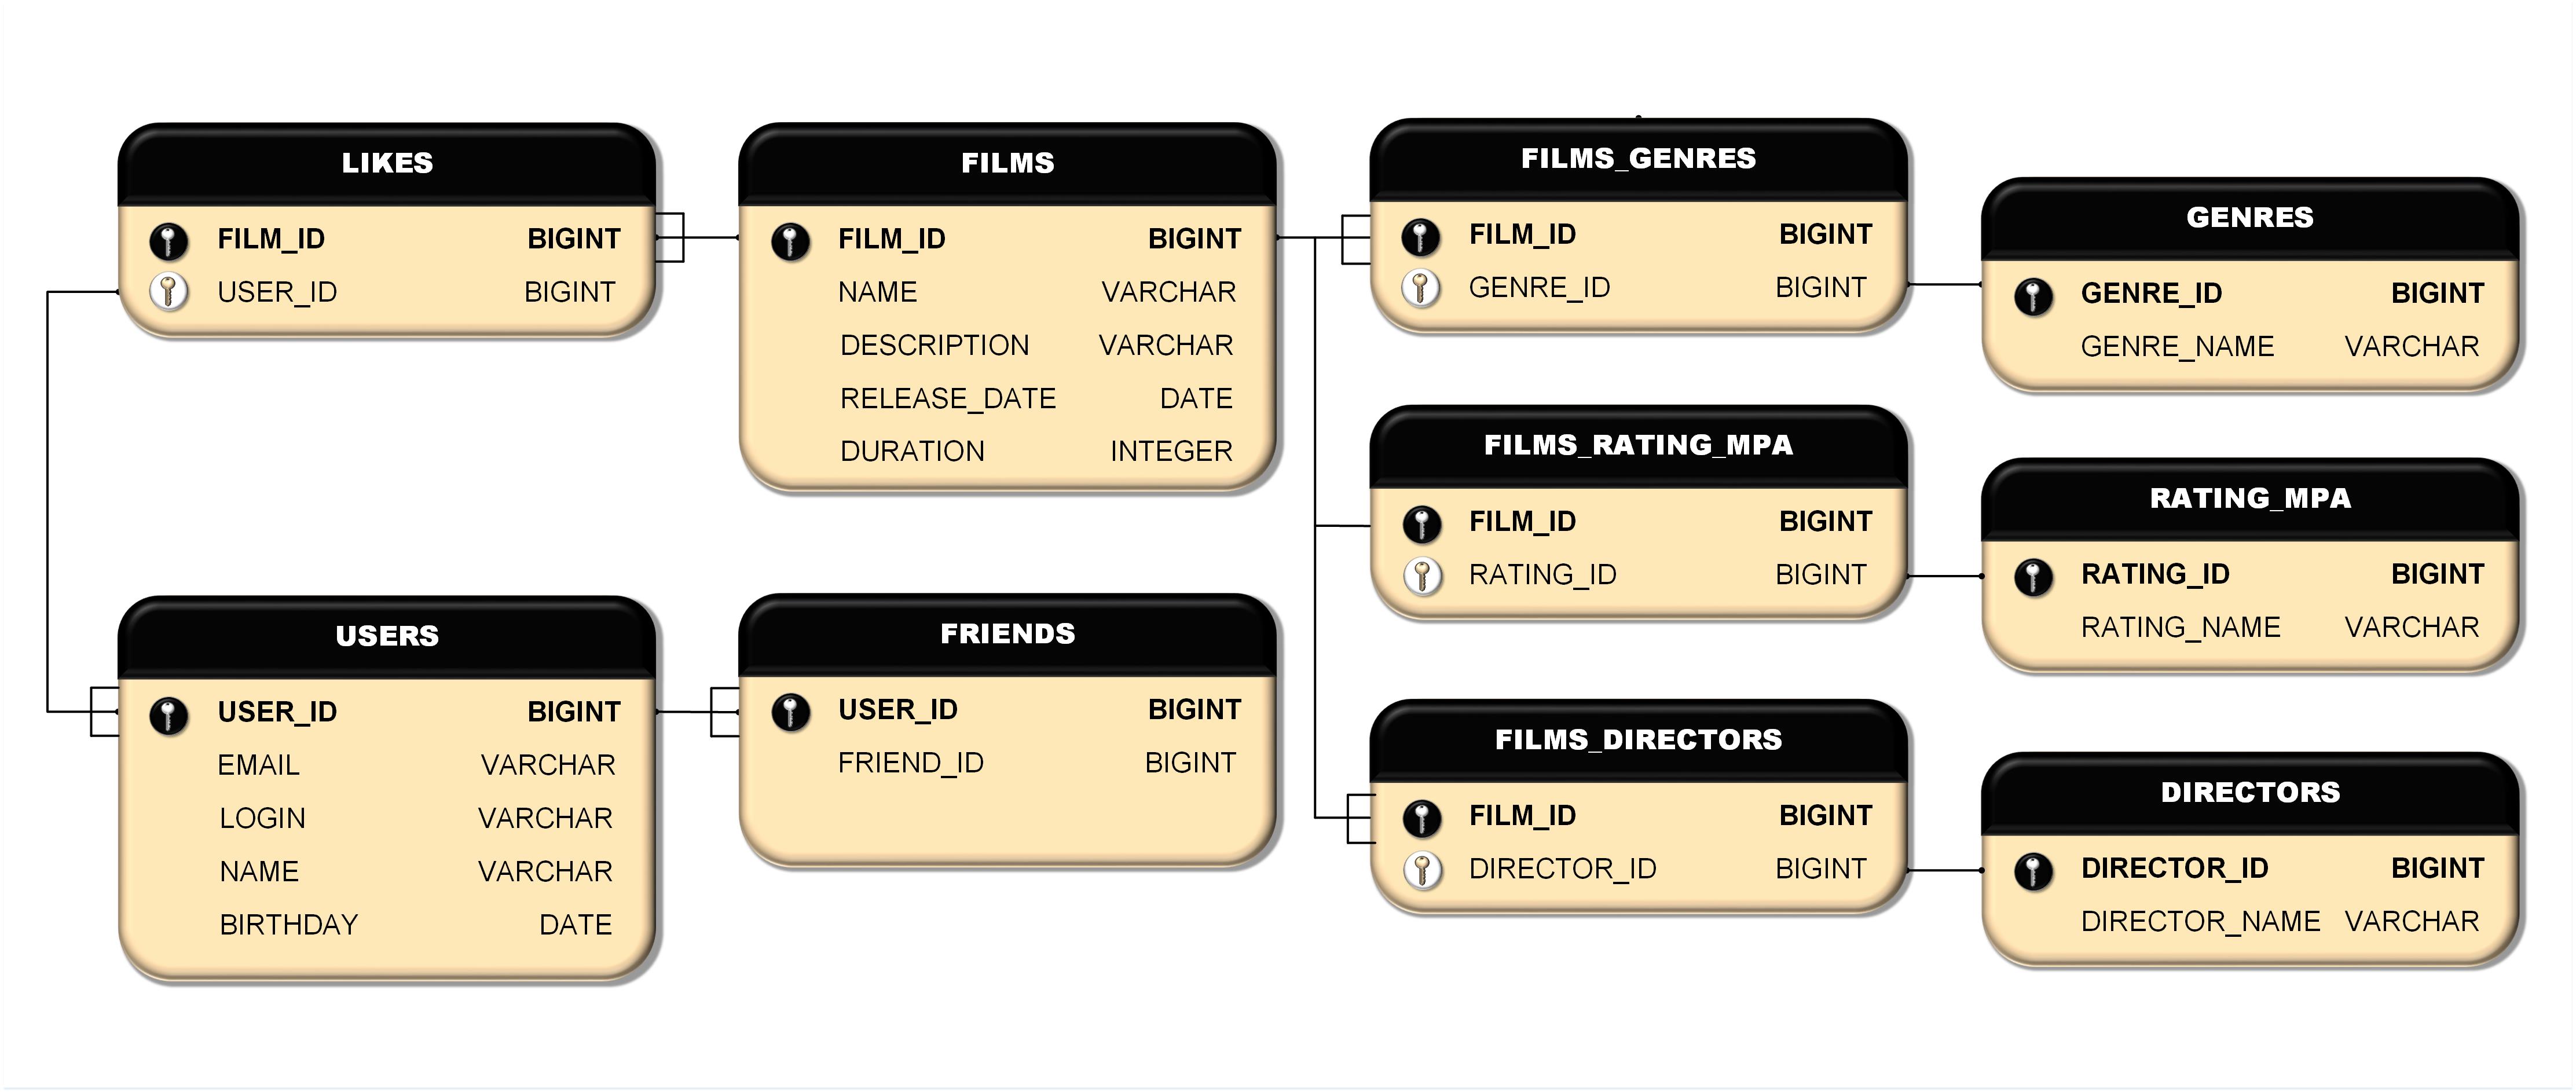 LIKES
FILM_ID BIGINT
USER_ID BIGINT
FILMS
FILM_ID BIGINT
NAME VARCHAR
DESCRIPTION VARCHAR
RELEASE_DATE DATE
DURATION INTEGER
FILMS_GENRES
FILM_ID BIGINT
GENRE_ID BIGINT
GENRES
GENRE_ID BIGINT
GENRE_NAME VARCHAR
FILMS_RATING_MPA
FILM_ID BIGINT
RATING_ID BIGINT
RATING_MPA
RATING_ID BIGINT
RATING_NAME VARCHAR
USERS
USER_ID BIGINT
EMAIL VARCHAR
LOGIN VARCHAR
NAME VARCHAR
BIRTHDAY DATE
FRIENDS
USER_ID BIGINT
FRIEND_ID BIGINT
FILMS_DIRECTORS
FILM_ID BIGINT
DIRECTOR_ID BIGINT
DIRECTORS
DIRECTOR_ID BIGINT
DIRECTOR_NAME VARCHAR